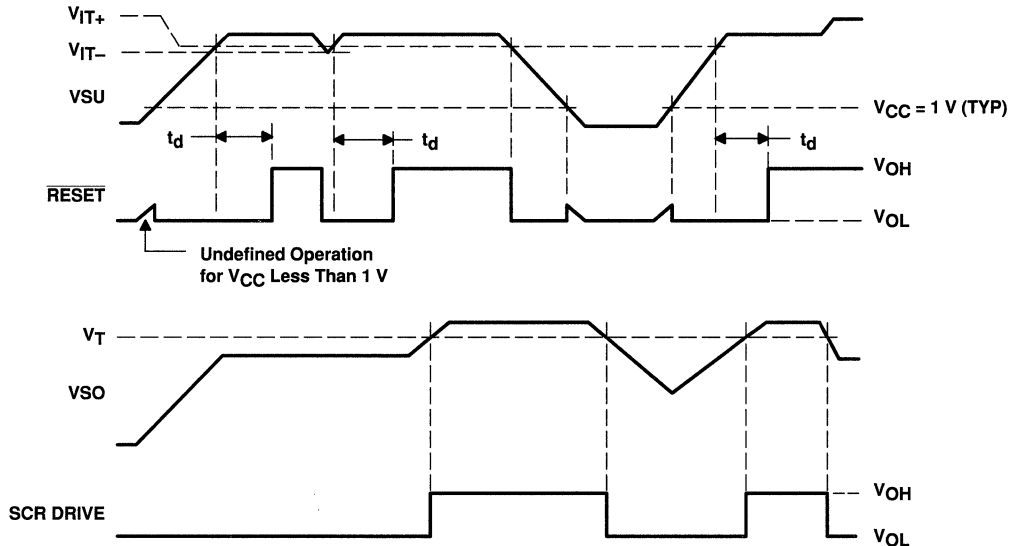 VIT+
VIT–
VSU
VCC = 1 V (TYP)
td
td
td
VOH
RESET
VOL
Undefined Operation
for VCC Less Than 1 V
VT
VSO
VOH
SCR DRIVE
VOL